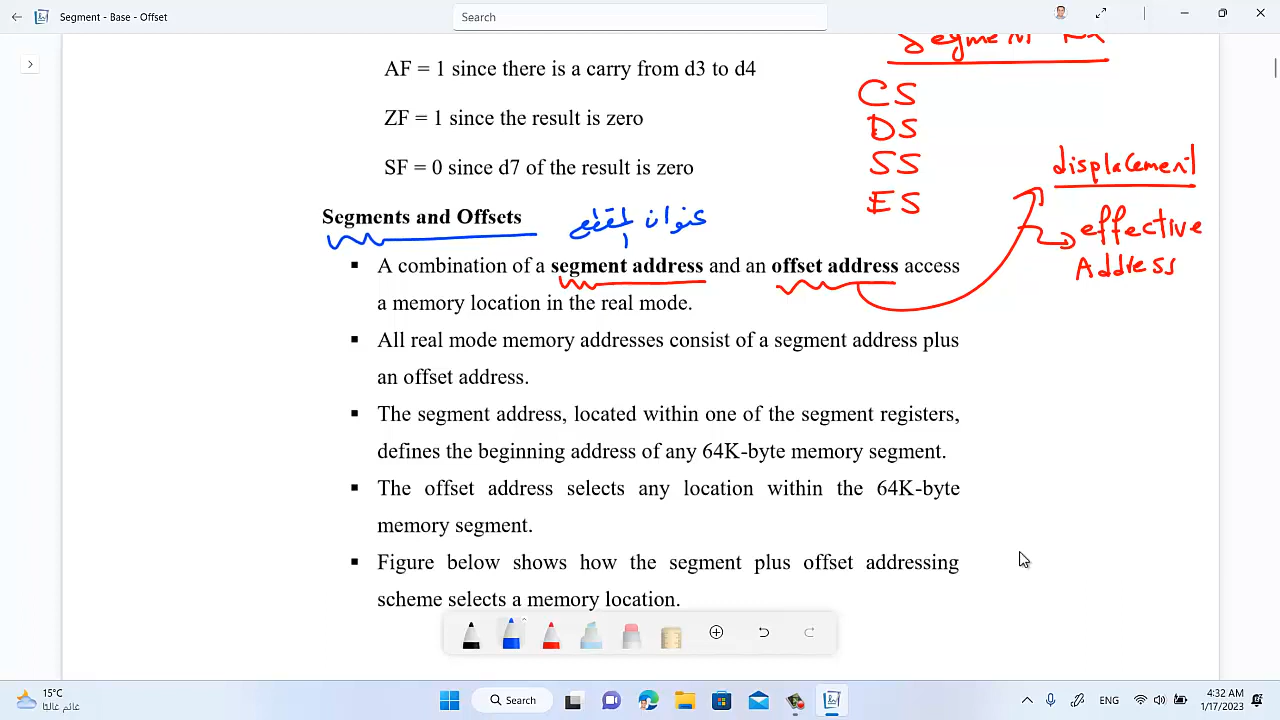 Segment - Base - Offset
Search
Segment
AF = 1 since there is a carry from d3 to d4
CS
ZF = 1 since the result is zero
DS
SF = 0 since d7 of the result is zero
SS
displacement
ES
Segments and Offsets
عنوان المقطع
effective
Address
▪ A combination of a segment address and an offset address access
a memory location in the real mode.
▪ All real mode memory addresses consist of a segment address plus
an offset address.
▪ The segment address, located within one of the segment registers,
defines the beginning address of any 64K-byte memory segment.
▪ The offset address selects any location within the 64K-byte
memory segment.
▪ Figure below shows how the segment plus offset addressing
scheme selects a memory location.
15°C
غائم غالبًا
Search
ENG
4:32 AM
1/17/2023